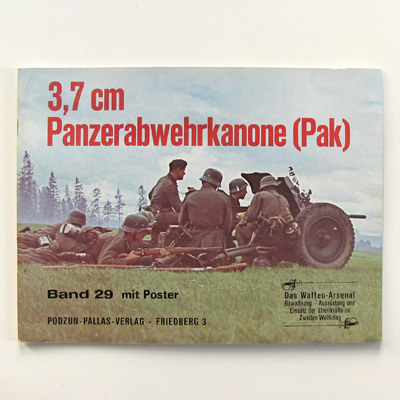 3,7 cm
Panzerabwehrkanone (Pak)
Band 29 mit Poster
PODZUN-PALLAS-VERLAG · FRIEDBERG 3
Das Waffen-Arsenal
Bewaffnung - Ausrüstung und
Einsatz der Streitkräfte im
Zweiten Weltkrieg